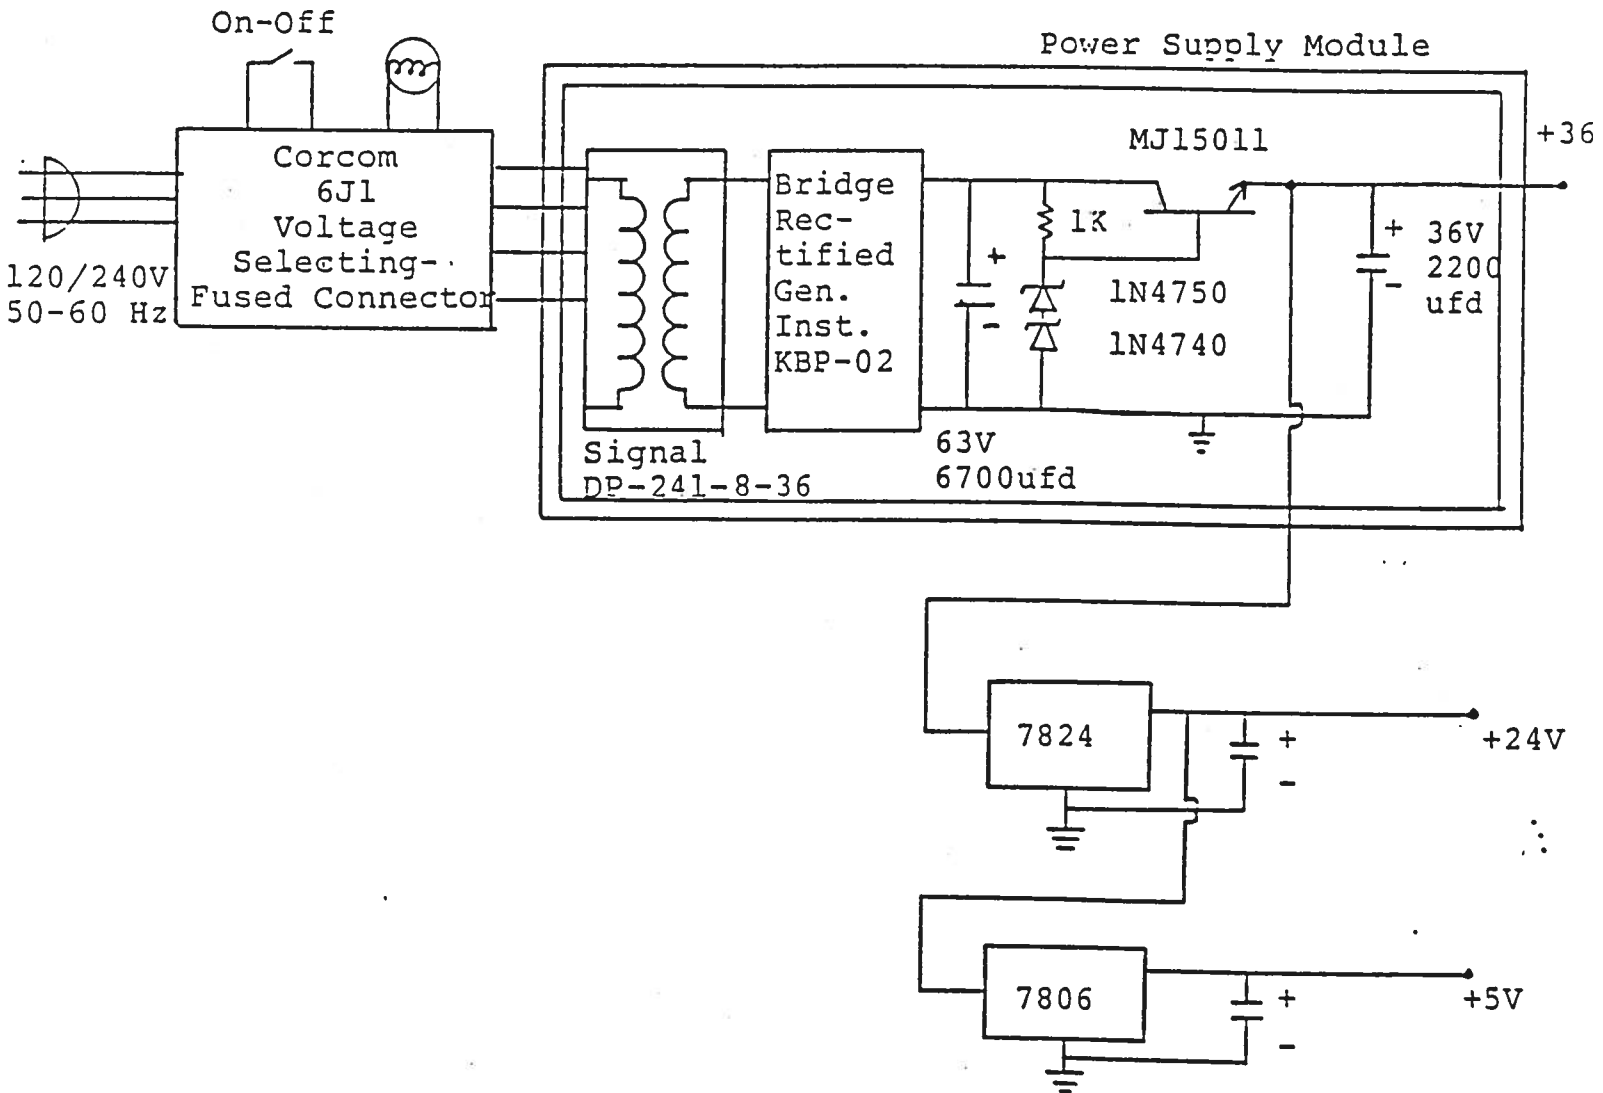 On-Off
Power Supply Module
Corcom
6J1
Voltage
Selecting-
Fused Connector
120/240V
50-60 Hz
Bridge
Rec-
tified
Gen.
Inst.
KBP-02
Signal
DP-241-8-36
MJ15011
1K
+
-
1N4750
1N4740
63V
6700ufd
+36
+
-
36V
2200
ufd
7824
+
-
+24V
7806
+
-
+5V